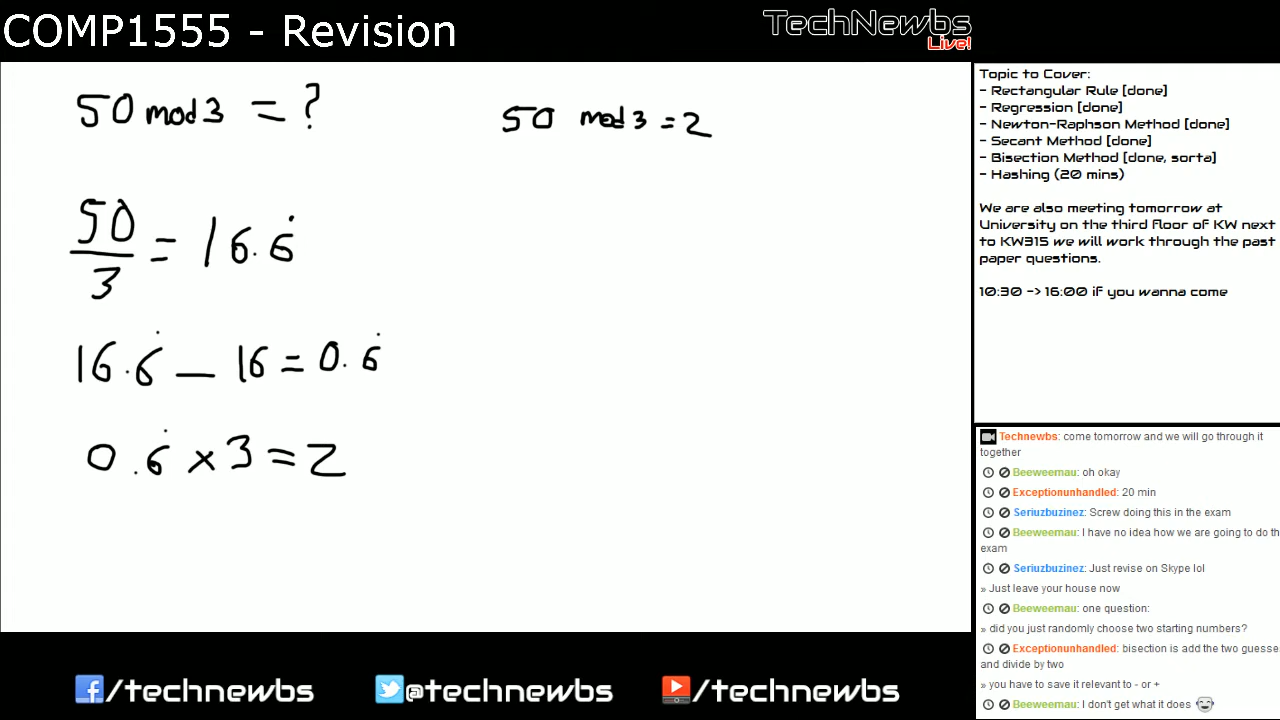 COMP1555 - Revision
TechNewbs
Live!
50 mod 3 = ?
50 mod 3 = 2
50
3
= 16.6̇
16.6̇ - 16 = 0.6̇
0.6̇ × 3 = 2
Topic to Cover:
- Rectangular Rule [done]
- Regression [done]
- Newton-Raphson Method [done]
- Secant Method [done]
- Bisection Method [done, sorta]
- Hashing (20 mins)
We are also meeting tomorrow at
University on the third floor of KW next
to KW315 we will work through the past
paper questions.
10:30 -> 16:00 if you wanna come
Technewbs: come tomorrow and we will go through it
together
Beeweemau: oh okay
Exceptionunhandled: 20 min
Seriuzbuzinez: Screw doing this in the exam
Beeweemau: I have no idea how we are going to do th
exam
Seriuzbuzinez: Just revise on Skype lol
» Just leave your house now
Beeweemau: one question:
» did you just randomly choose two starting numbers?
Exceptionunhandled: bisection is add the two guesse
and divide by two
» you have to save it relevant to - or +
Beeweemau: I don't get what it does
/technewbs
@technewbs
/technewbs